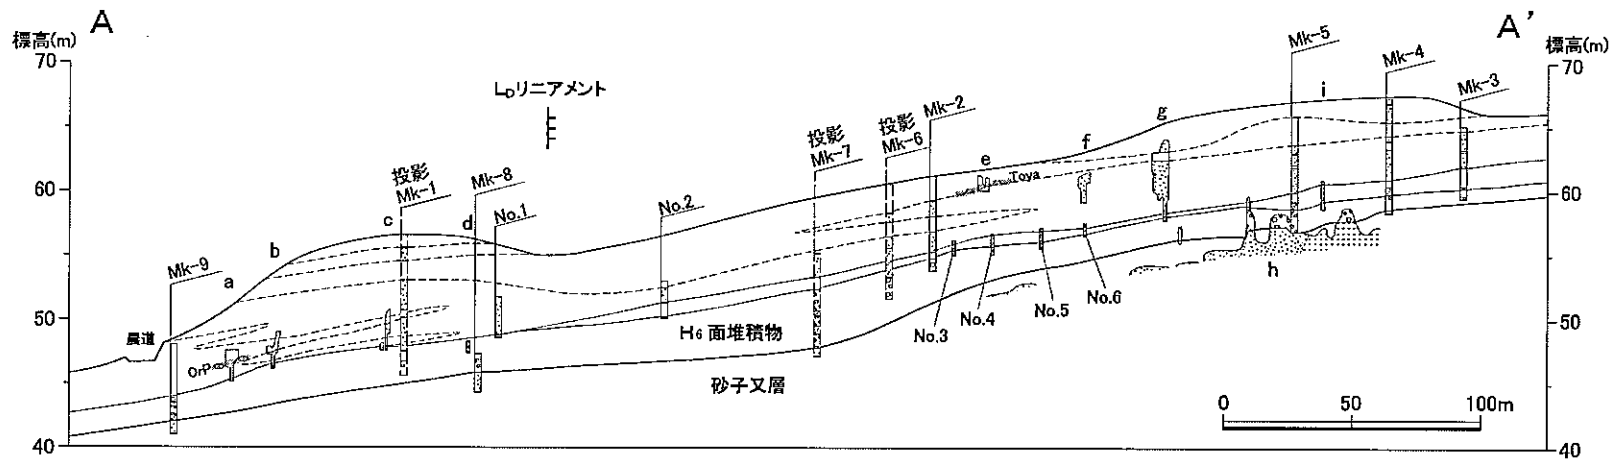 A
A'
標高(m)
標高(m)
70
60
50
40
70
60
50
40
LDリニアメント
Mk-9
a
b
c
投影
Mk-1
d
Mk-8
No.1
No.2
投影
Mk-7
投影
Mk-6
Mk-2
e
Toya
f
g
Mk-5
i
Mk-4
Mk-3
農道
OrP
No.3
No.4
No.5
No.6
h
H6 面堆積物
砂子又層
0
50
100m